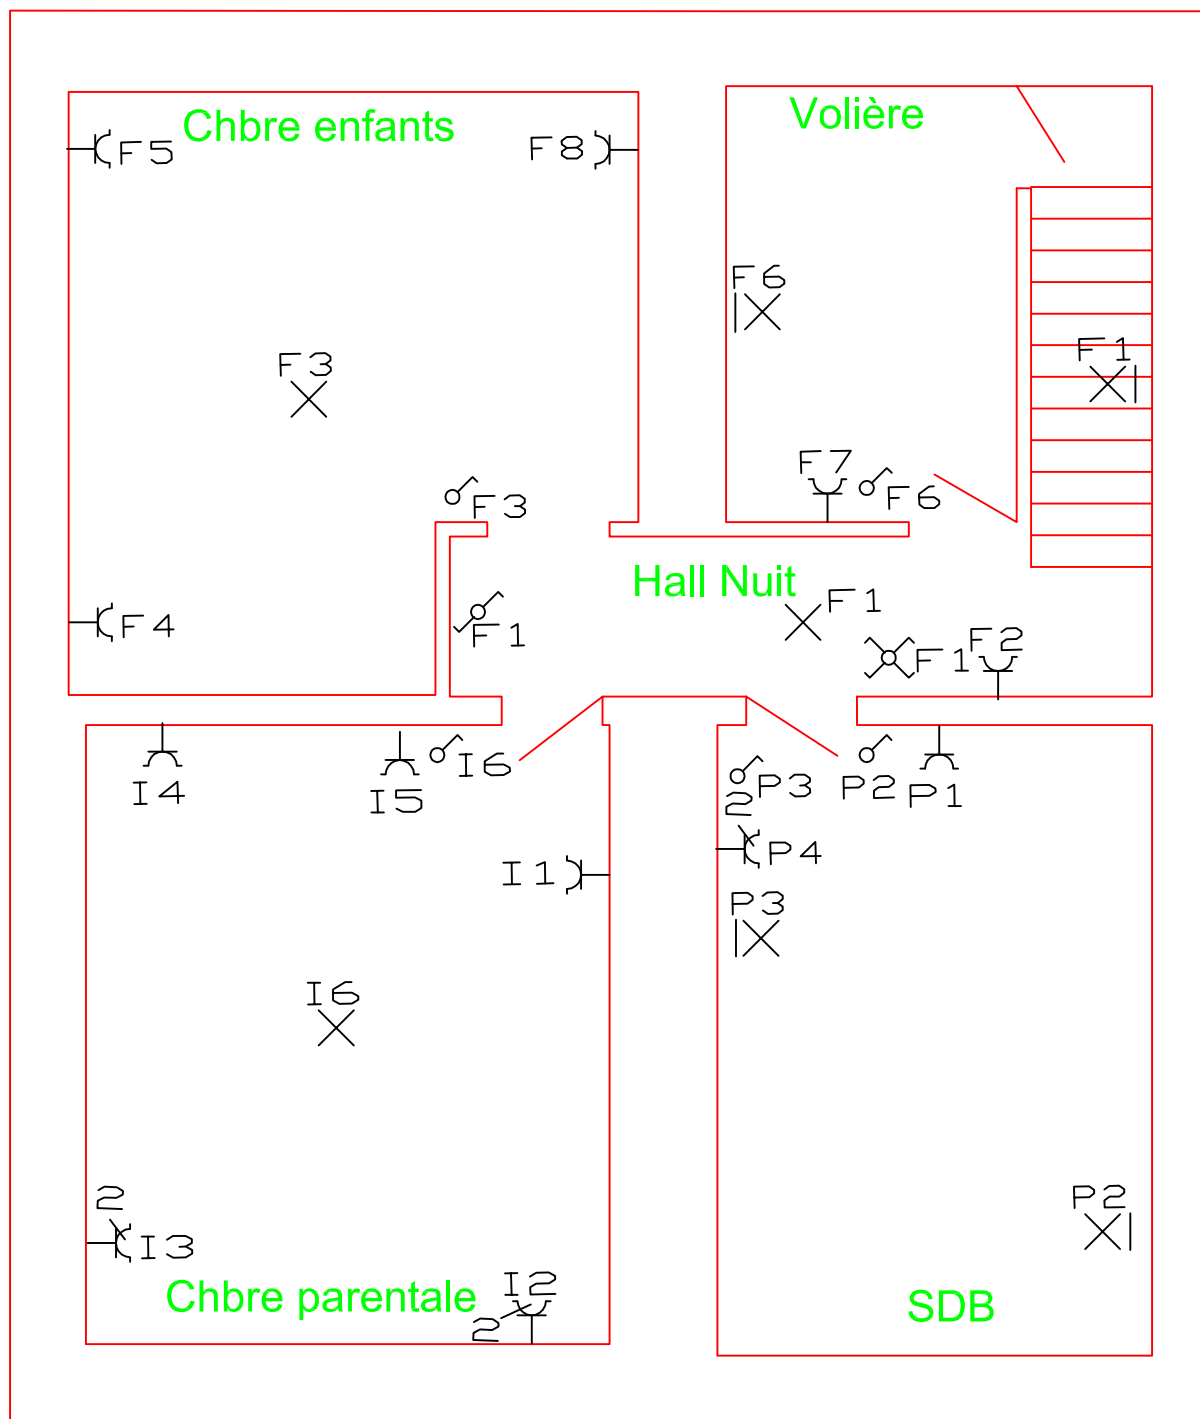 Chbre enfants
Volière
F5
F8
F6
F3
F1
F7
F3
F6
Hall Nuit
F4
F1
F1
F1
F2
I4
I5
I6
P3
P2
P1
2
P4
I1
P3
I6
2
I3
P2
Chbre parentale
I2
2
SDB